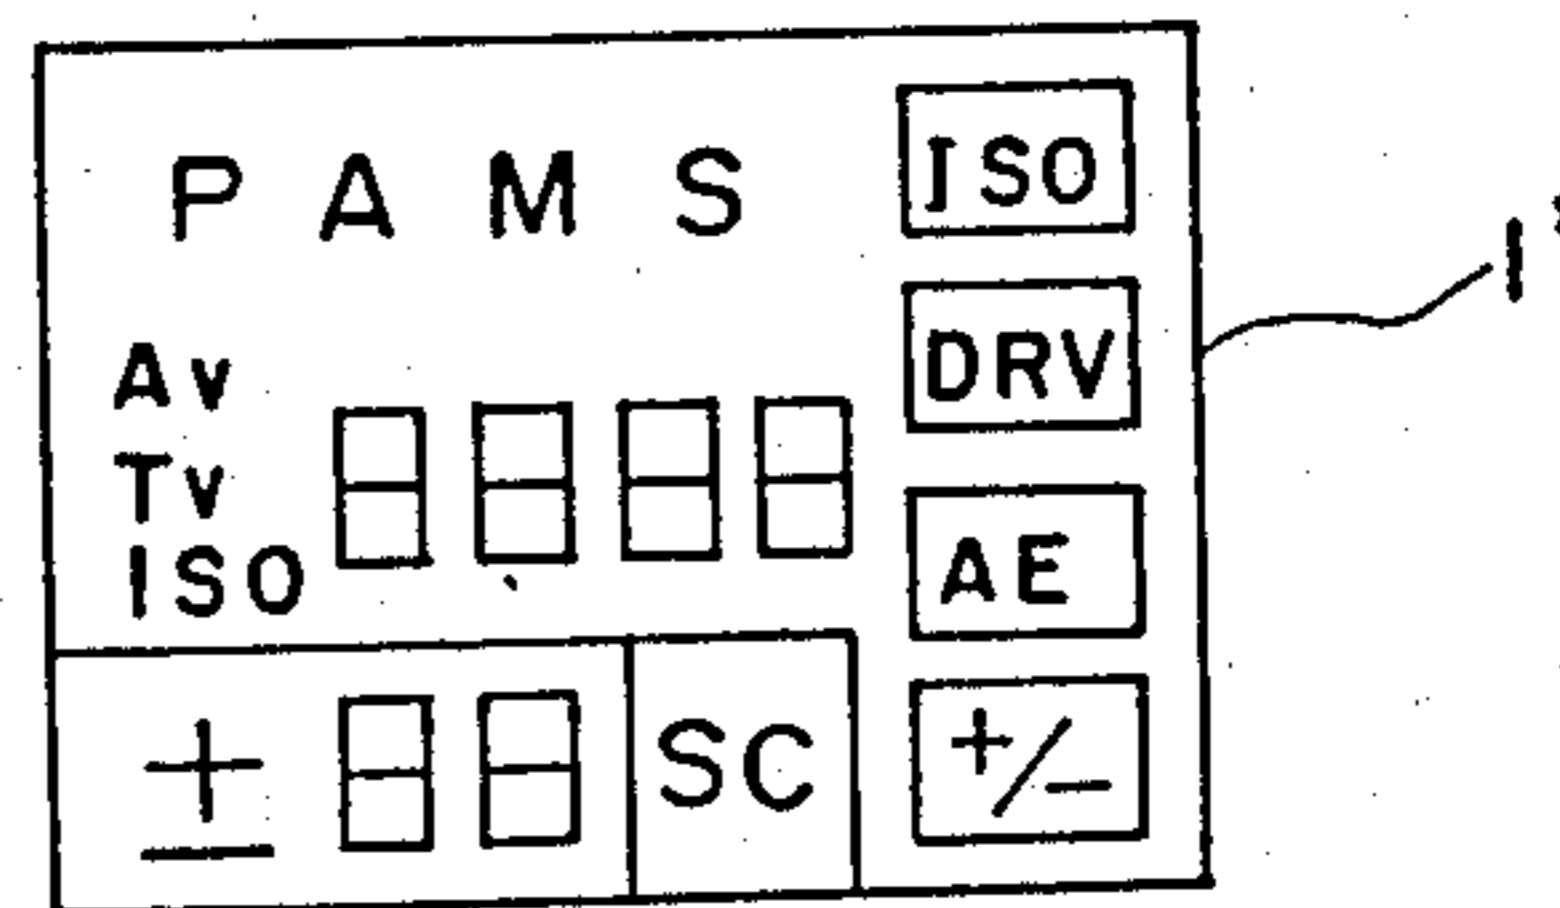 P A M S
ISO
DRV
Av
Tv
ISO
AE
±
SC
+/-